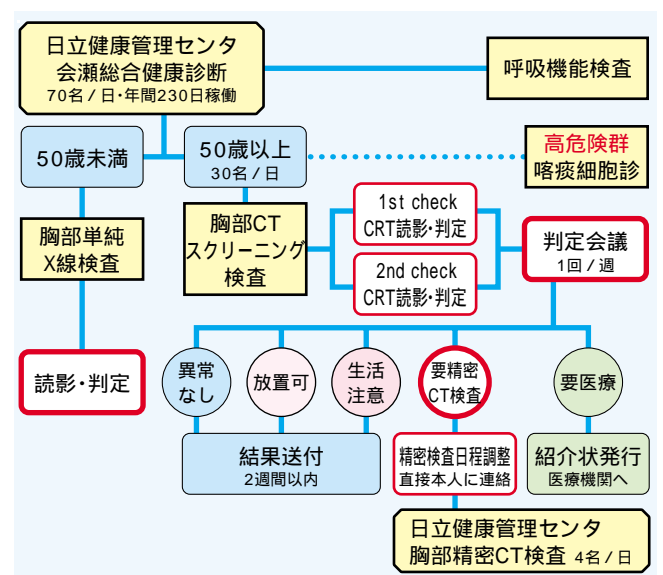 日立健康管理センタ
会瀬総合健康診断
70名/日・年間230日稼働
呼吸機能検査
50歳未満
50歳以上
30名/日
高危険群
喀痰細胞診
胸部単純
X線検査
胸部CT
スクリーニング
検査
1st check
CRT読影・判定
2nd check
CRT読影・判定
判定会議
1回/週
読影・判定
異常
なし
放置可
生活
注意
要精密
CT検査
要医療
結果送付
2週間以内
精密検査日程調整
直接本人に連絡
紹介状発行
医療機関へ
日立健康管理センタ
胸部精密CT検査 4名/日